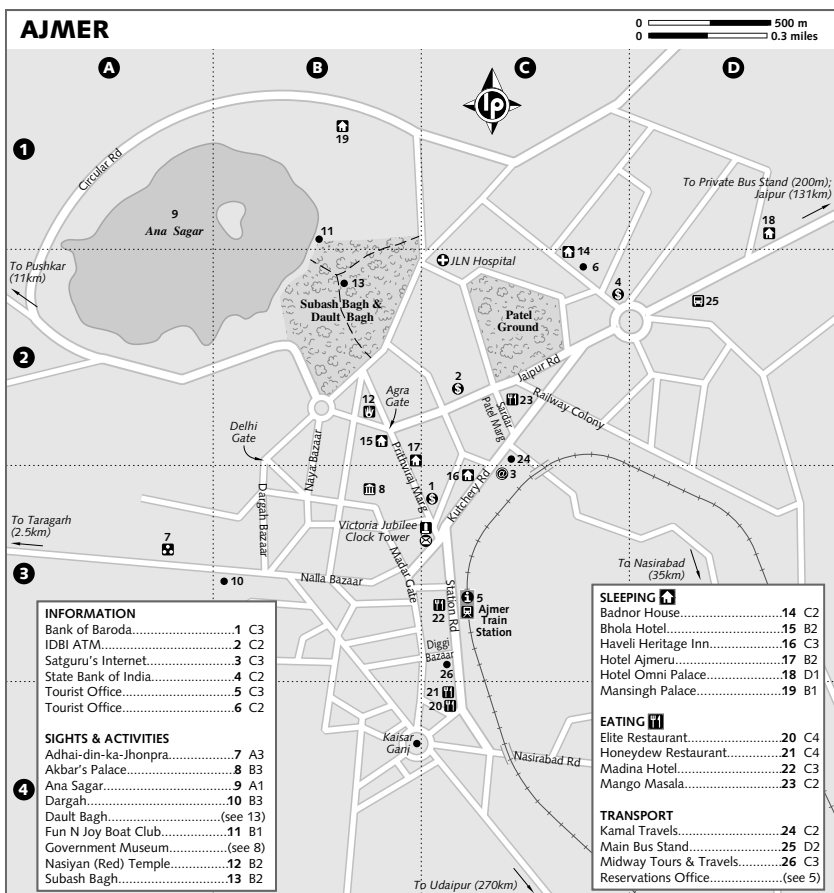 AJMER
0 500 m
0 0.3 miles
A
B
C
D
lp
1
19
Circular Rd
To Private Bus Stand (200m);
Jaipur (131km)
9
Ana Sagar
18
11
14
6
JLN Hospital
To Pushkar
(11km)
13
4
25
Subash Bagh &
Dault Bagh
Patel
Ground
2
2
Jaipur Rd
Agra
Gate
12
23
Railway Colony
Sardar
Patel Marg
Delhi
Gate
15
17
Naya Bazaar
Prithviraj Marg
24
16
3
Kutchery Rd
8
1
Dargah Bazaar
To Taragarh
(2.5km)
Victoria Jubilee
Clock Tower
7
To Nasirabad
(35km)
3
10
Nalla Bazaar
Madar Gate
Station Rd
5
Ajmer
Train
Station
22
Diggi
Bazaar
26
21
20
Kaisar
Ganj
Nasirabad Rd
4
To Udaipur (270km)
INFORMATION
Bank of Baroda...............................1 C3
IDBI ATM........................................2 C2
Satguru's Internet..........................3 C3
State Bank of India........................4 C2
Tourist Office.................................5 C3
Tourist Office.................................6 C2
SIGHTS & ACTIVITIES
Adhai-din-ka-Jhonpra....................7 A3
Akbar's Palace...............................8 B3
Ana Sagar......................................9 A1
Dargah.........................................10 B3
Dault Bagh............................(see 13)
Fun N Joy Boat Club....................11 B1
Government Museum..............(see 8)
Nasiyan (Red) Temple.................12 B2
Subash Bagh................................13 B2
SLEEPING
Badnor House..............................14 C2
Bhola Hotel..................................15 B2
Haveli Heritage Inn......................16 C3
Hotel Ajmeru...............................17 B2
Hotel Omni Palace.......................18 D1
Mansingh Palace..........................19 B1
EATING
Elite Restaurant............................20 C4
Honeydew Restaurant..................21 C4
Madina Hotel...............................22 C3
Mango Masala..............................23 C2
TRANSPORT
Kamal Travels...............................24 C2
Main Bus Stand............................25 D2
Midway Tours & Travels..............26 C3
Reservations Office..................(see 5)